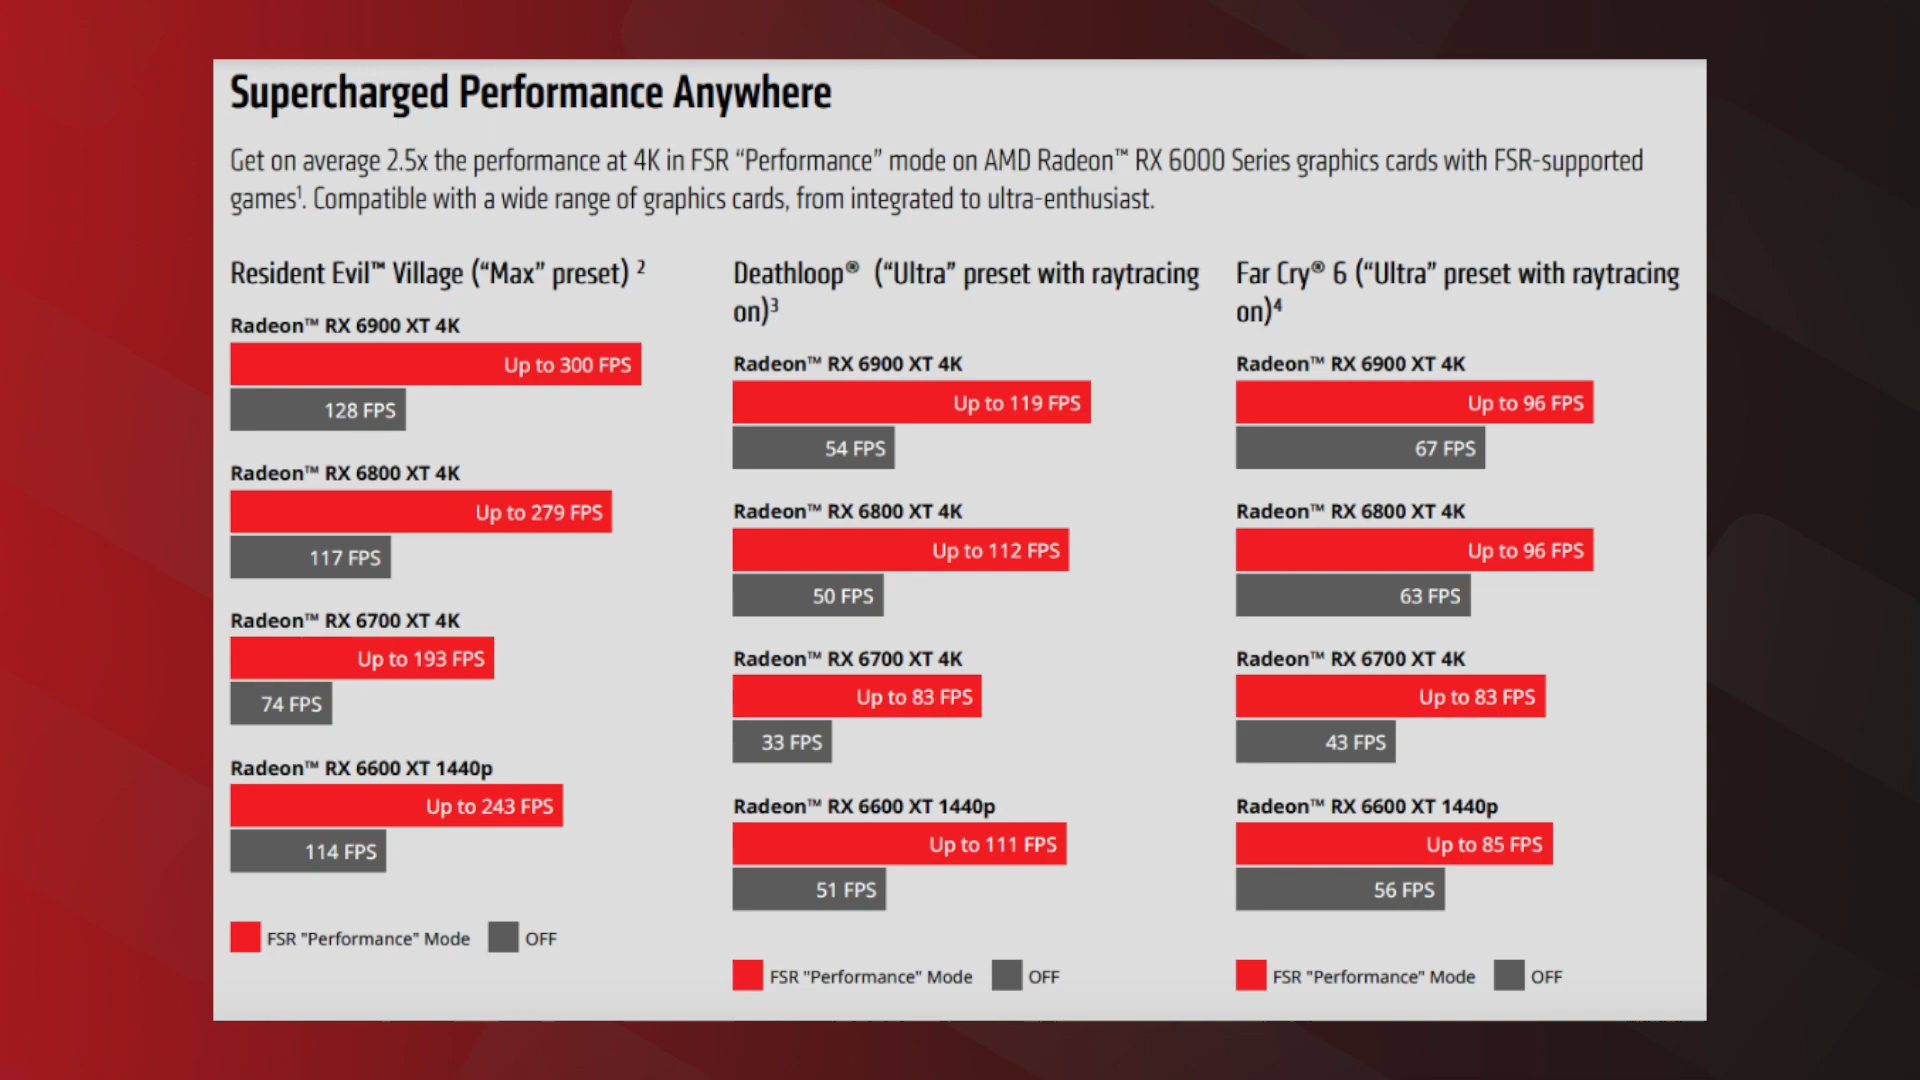 Supercharged Performance Anywhere
Get on average 2.5x the performance at 4K in FSR “Performance” mode on AMD Radeon™ RX 6000 Series graphics cards with FSR-supported
games¹. Compatible with a wide range of graphics cards, from integrated to ultra-enthusiast.
Resident Evil™ Village (“Max” preset) ²
Radeon™ RX 6900 XT 4K
Up to 300 FPS
128 FPS
Radeon™ RX 6800 XT 4K
Up to 279 FPS
117 FPS
Radeon™ RX 6700 XT 4K
Up to 193 FPS
74 FPS
Radeon™ RX 6600 XT 1440p
Up to 243 FPS
114 FPS
FSR "Performance" Mode OFF
Deathloop® (“Ultra” preset with raytracing
on)³
Radeon™ RX 6900 XT 4K
Up to 119 FPS
54 FPS
Radeon™ RX 6800 XT 4K
Up to 112 FPS
50 FPS
Radeon™ RX 6700 XT 4K
Up to 83 FPS
33 FPS
Radeon™ RX 6600 XT 1440p
Up to 111 FPS
51 FPS
FSR "Performance" Mode OFF
Far Cry® 6 (“Ultra” preset with raytracing
on)⁴
Radeon™ RX 6900 XT 4K
Up to 96 FPS
67 FPS
Radeon™ RX 6800 XT 4K
Up to 96 FPS
63 FPS
Radeon™ RX 6700 XT 4K
Up to 83 FPS
43 FPS
Radeon™ RX 6600 XT 1440p
Up to 85 FPS
56 FPS
FSR "Performance" Mode OFF